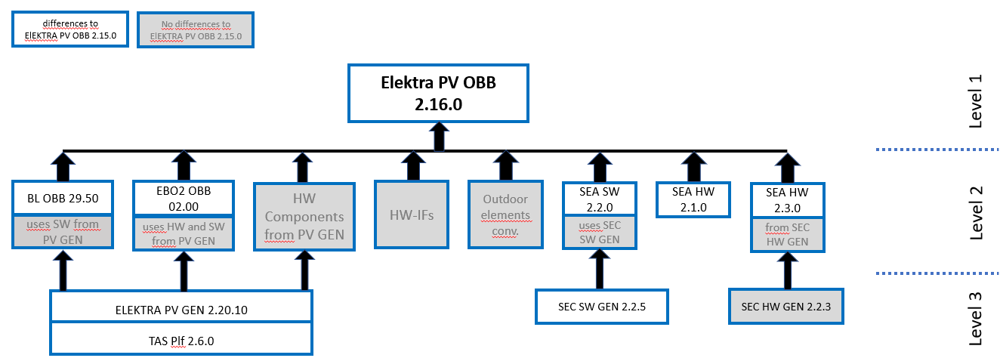 differences to
ElEKTRA PV OBB 2.15.0
No differences to
ElEKTRA PV OBB 2.15.0
Elektra PV OBB
2.16.0
Level 1
BL OBB 29.50
uses SW from
PV GEN
EBO2 OBB
02.00
uses HW and SW
from PV GEN
HW
Components
from PV GEN
HW-IFs
Outdoor
elements
conv.
SEA SW
2.2.0
uses SEC
SW GEN
SEA HW
2.1.0
SEA HW
2.3.0
from SEC
HW GEN
Level 2
ELEKTRA PV GEN 2.20.10
TAS Plf 2.6.0
SEC SW GEN 2.2.5
SEC HW GEN 2.2.3
Level 3